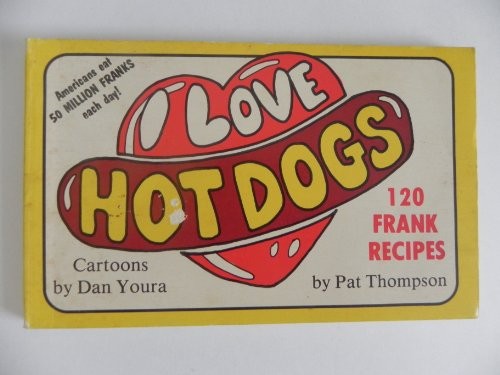 Americans eat
50 MILLION FRANKS
each day!
I LOVE
HOT DOGS
120
FRANK
RECIPES
Cartoons
by Dan Youra
by Pat Thompson